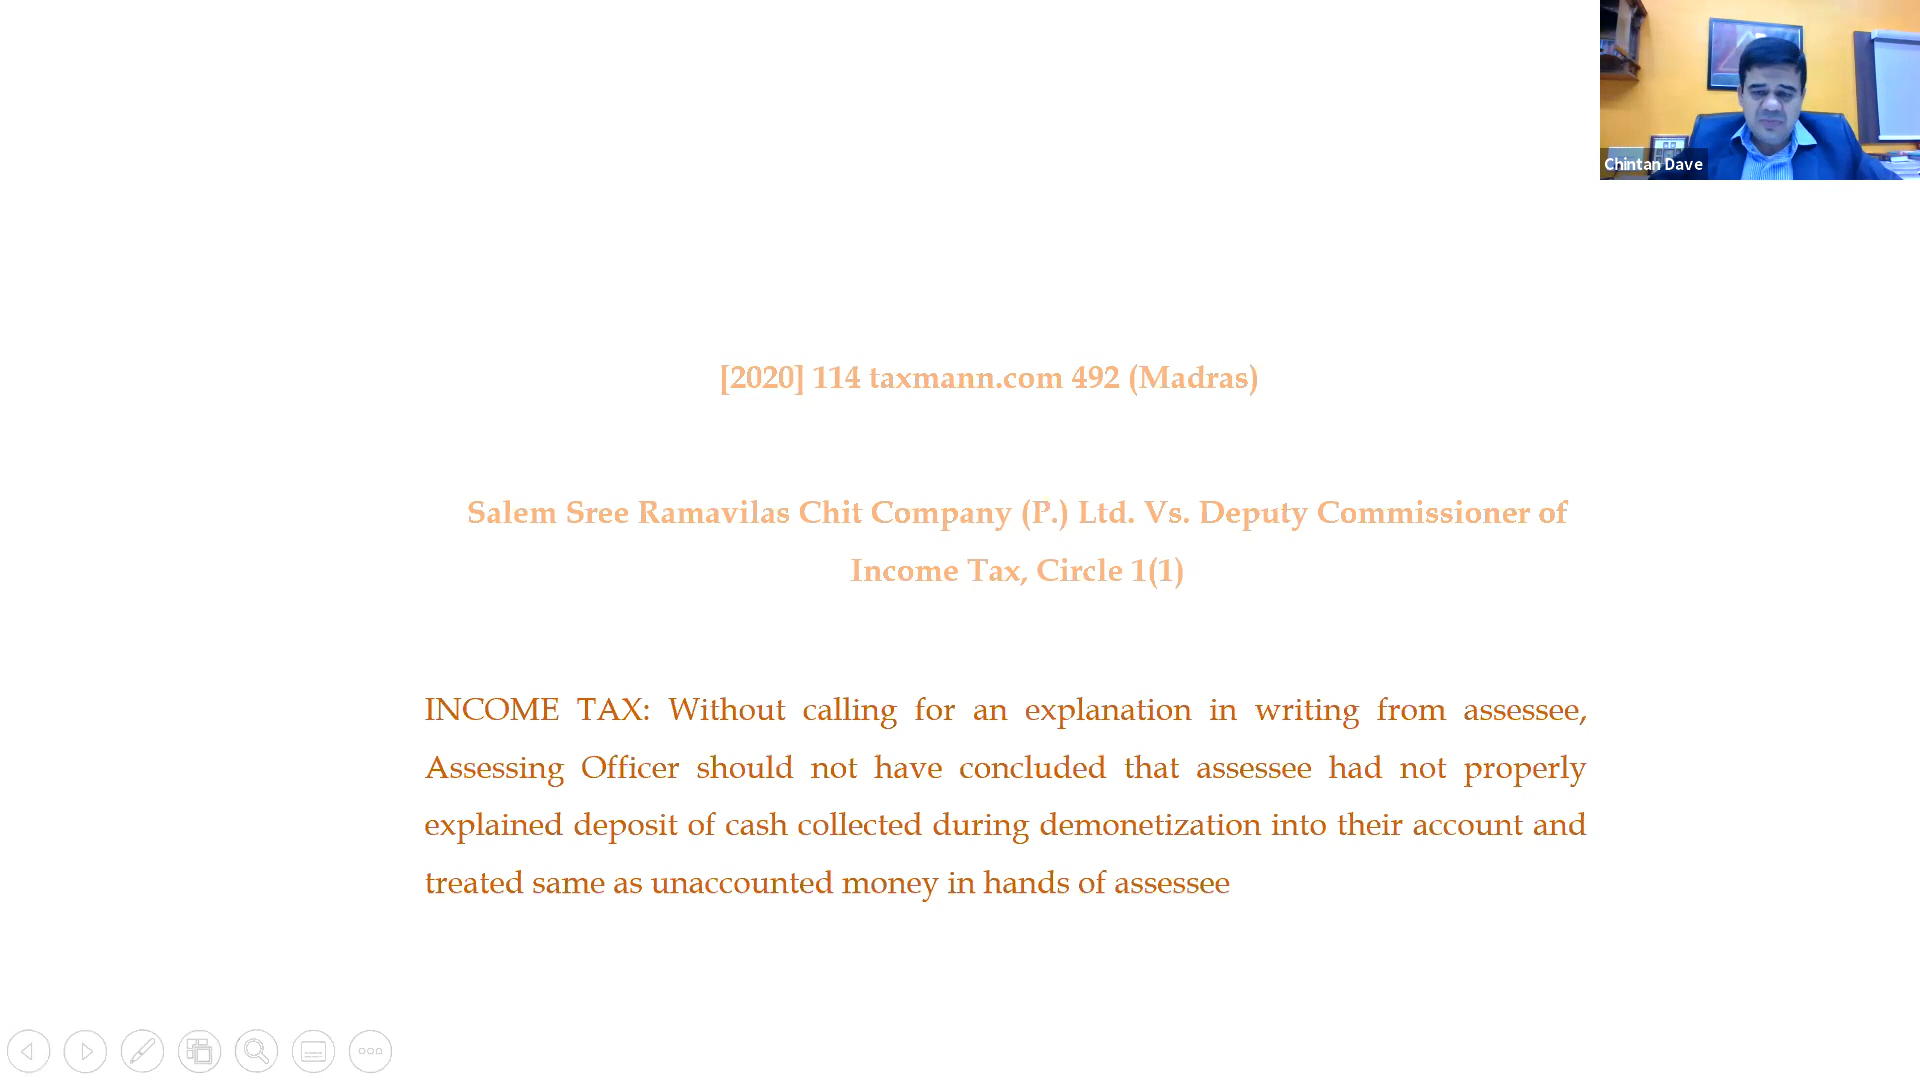 Chintan Dave
[2020] 114 taxmann.com 492 (Madras)
Salem Sree Ramavilas Chit Company (P.) Ltd. Vs. Deputy Commissioner of
Income Tax, Circle 1(1)
INCOME TAX: Without calling for an explanation in writing from assessee,
Assessing Officer should not have concluded that assessee had not properly
explained deposit of cash collected during demonetization into their account and
treated same as unaccounted money in hands of assessee